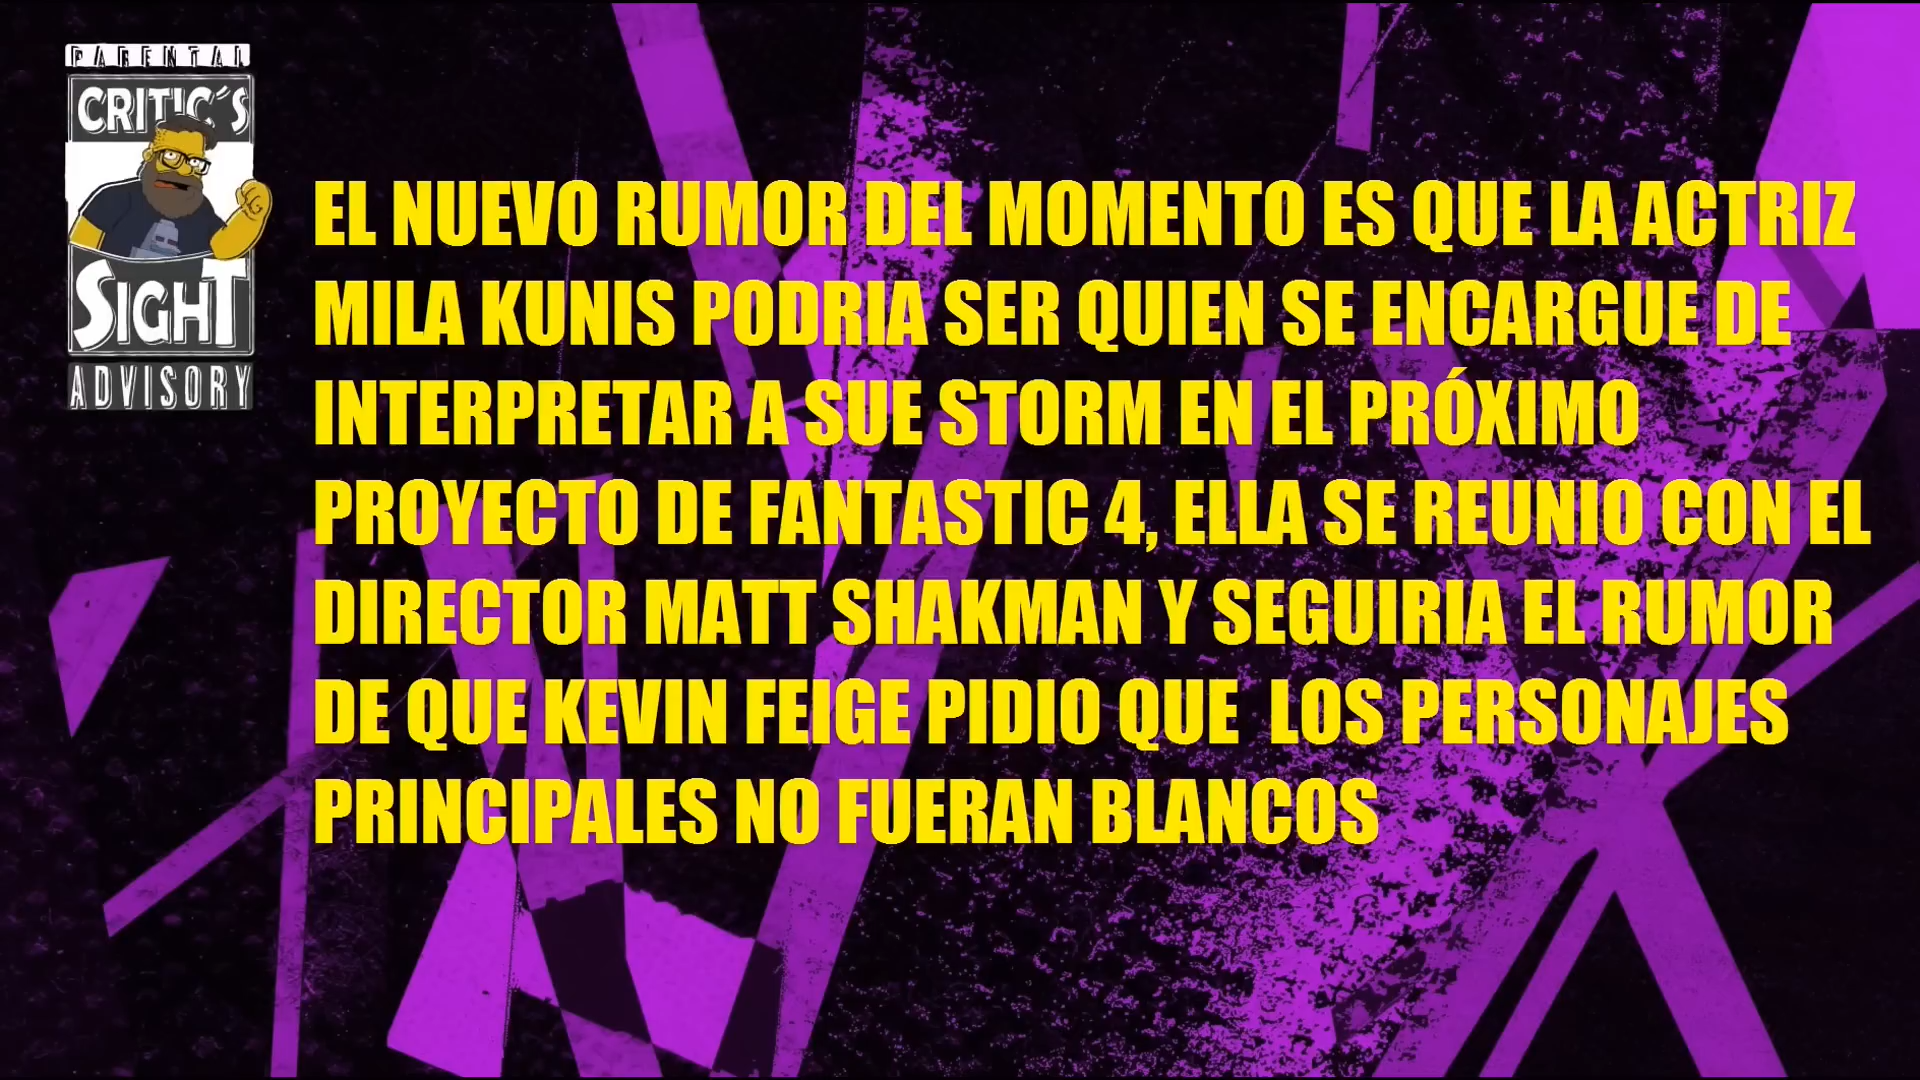 PARENTAL
CRITIC´S
SIGHT
ADVISORY
EL NUEVO RUMOR DEL MOMENTO ES QUE LA ACTRIZ
MILA KUNIS PODRIA SER QUIEN SE ENCARGUE DE
INTERPRETAR A SUE STORM EN EL PRÓXIMO
PROYECTO DE FANTASTIC 4, ELLA SE REUNIO CON EL
DIRECTOR MATT SHAKMAN Y SEGUIRIA EL RUMOR
DE QUE KEVIN FEIGE PIDIO QUE  LOS PERSONAJES
PRINCIPALES NO FUERAN BLANCOS